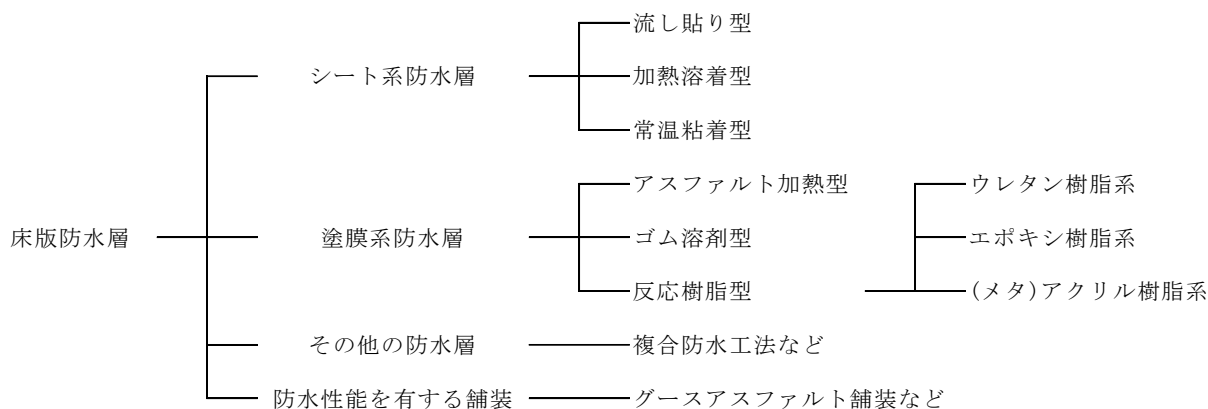 流し貼り型
シート系防水層
加熱溶着型
常温粘着型
アスファルト加熱型
ウレタン樹脂系
床版防水層
塗膜系防水層
ゴム溶剤型
エポキシ樹脂系
反応樹脂型
(メタ)アクリル樹脂系
その他の防水層
複合防水工法など
防水性能を有する舗装
グースアスファルト舗装など